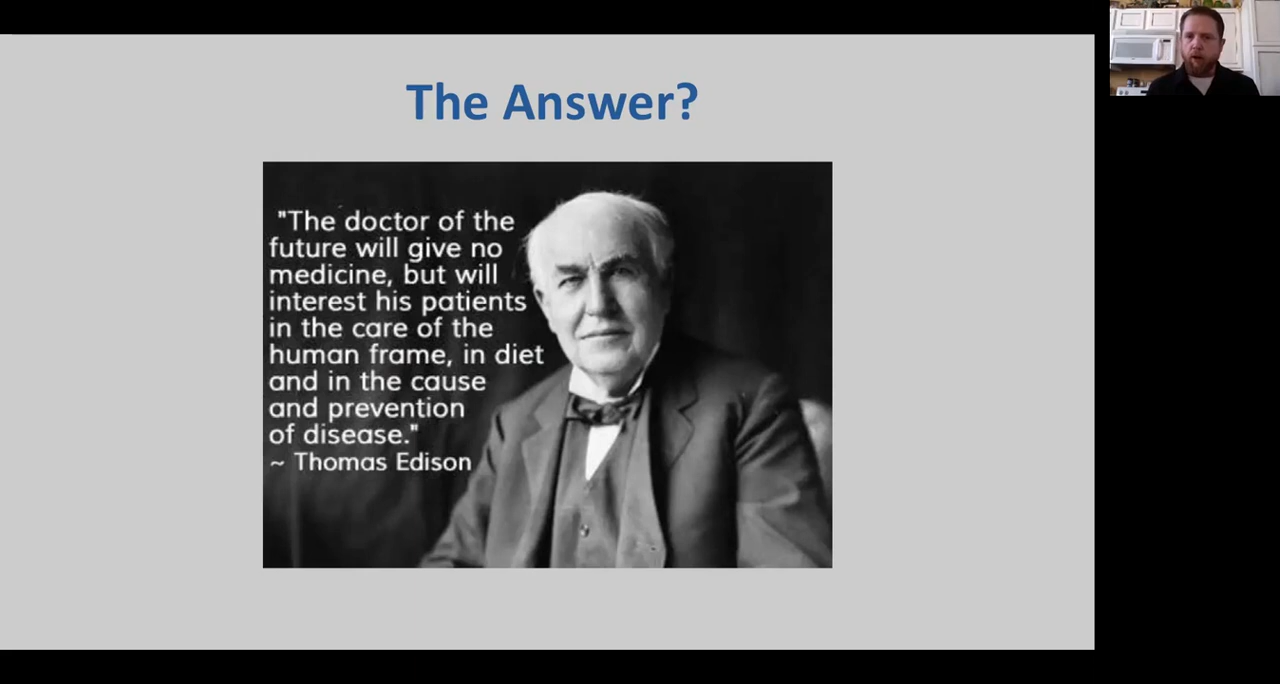 The Answer?
"The doctor of the
future will give no
medicine, but will
interest his patients
in the care of the
human frame, in diet
and in the cause
and prevention
of disease."
~ Thomas Edison